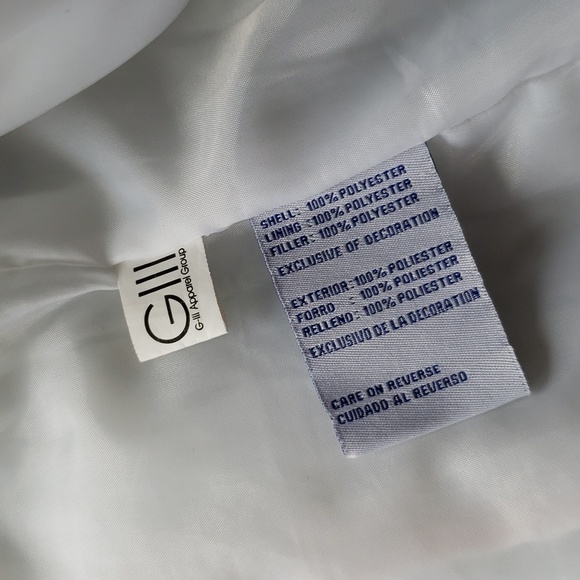 GIII
G-III Apparel Group
SHELL: 100% POLYESTER
LINING: 100% POLYESTER
FILLER: 100% POLYESTER
EXCLUSIVE OF DECORATION
EXTERIOR: 100% POLIESTER
FORRO : 100% POLIESTER
RELLENO : 100% POLIESTER
EXCLUSIVO DE LA DECORATION
CARE ON REVERSE
CUIDADO AL REVERSO